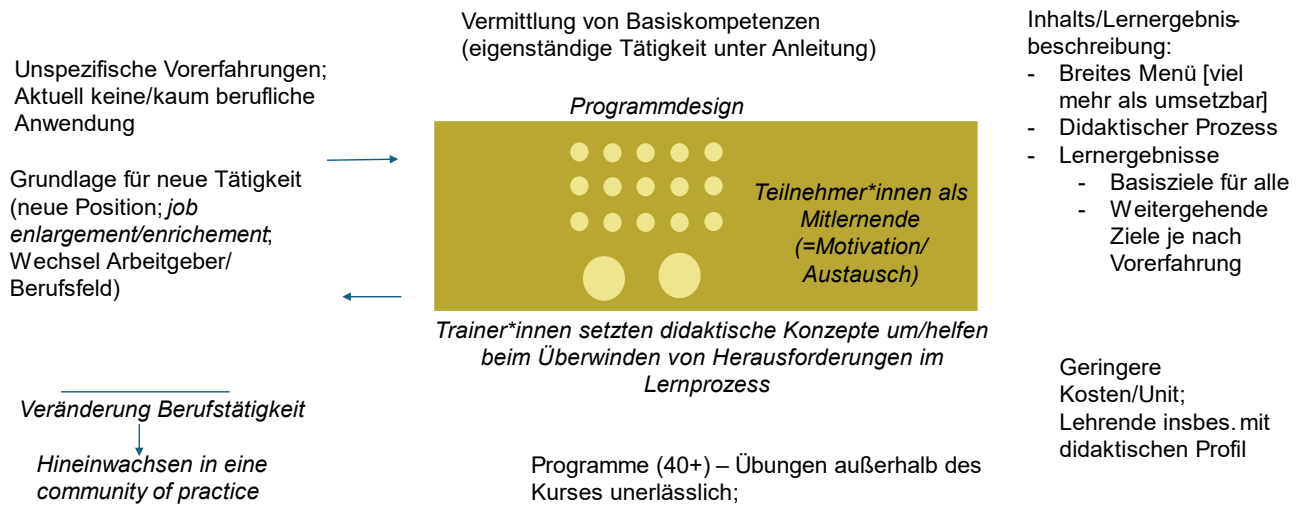 Unspezifische Vorerfahrungen;
Aktuell keine/kaum berufliche
Anwendung
Grundlage für neue Tätigkeit
(neue Position; job
enlargement/enrichement;
Wechsel Arbeitgeber/
Berufsfeld)
Veränderung Berufstätigkeit
Hineinwachsen in eine
community of practice
Vermittlung von Basiskompetenzen
(eigenständige Tätigkeit unter Anleitung)
Programmdesign
Teilnehmer*innen als
Mitlernende
(=Motivation/
Austausch)
Trainer*innen setzten didaktische Konzepte um/helfen
beim Überwinden von Herausforderungen im
Lernprozess
Programme (40+) – Übungen außerhalb des
Kurses unerlässlich;
Inhalts/Lernergebnis-
beschreibung:
- Breites Menü [viel
mehr als umsetzbar]
- Didaktischer Prozess
- Lernergebnisse
- Basisziele für alle
- Weitergehende
Ziele je nach
Vorerfahrung
Geringere
Kosten/Unit;
Lehrende insbes. mit
didaktischen Profil